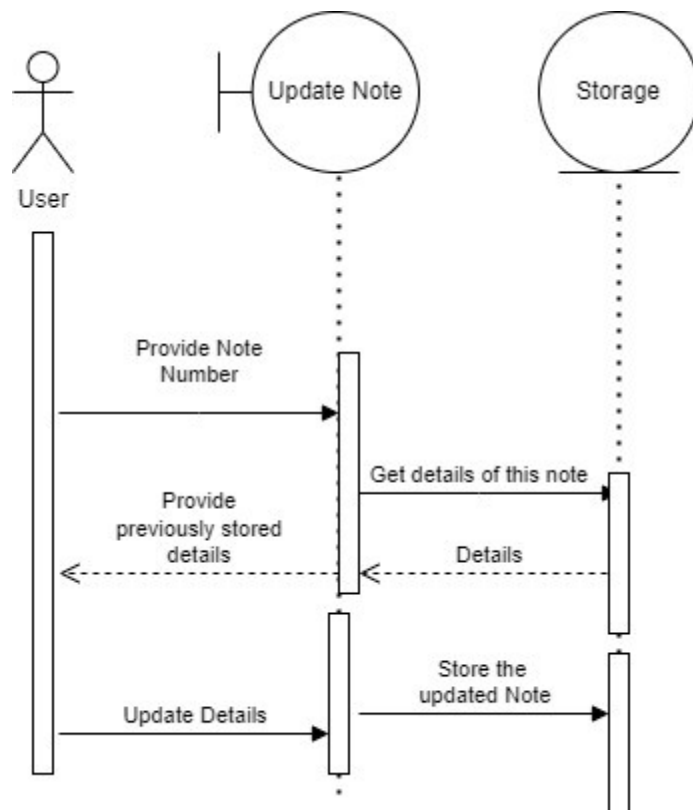 Update Note
Storage
User
Provide Note
Number
Get details of this note
Provide
previously stored
details
Details
Store the
updated Note
Update Details